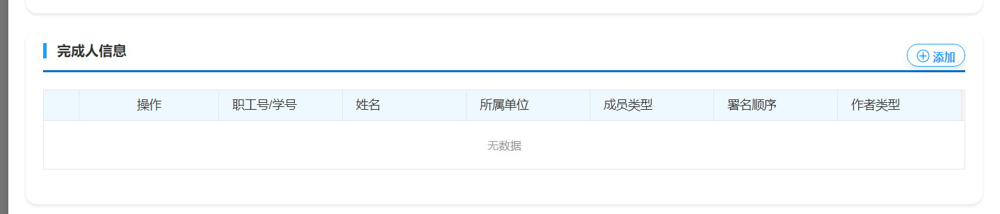 完成人信息
添加
操作 职工号/学号 姓名 所属单位 成员类型 署名顺序 作者类型
无数据